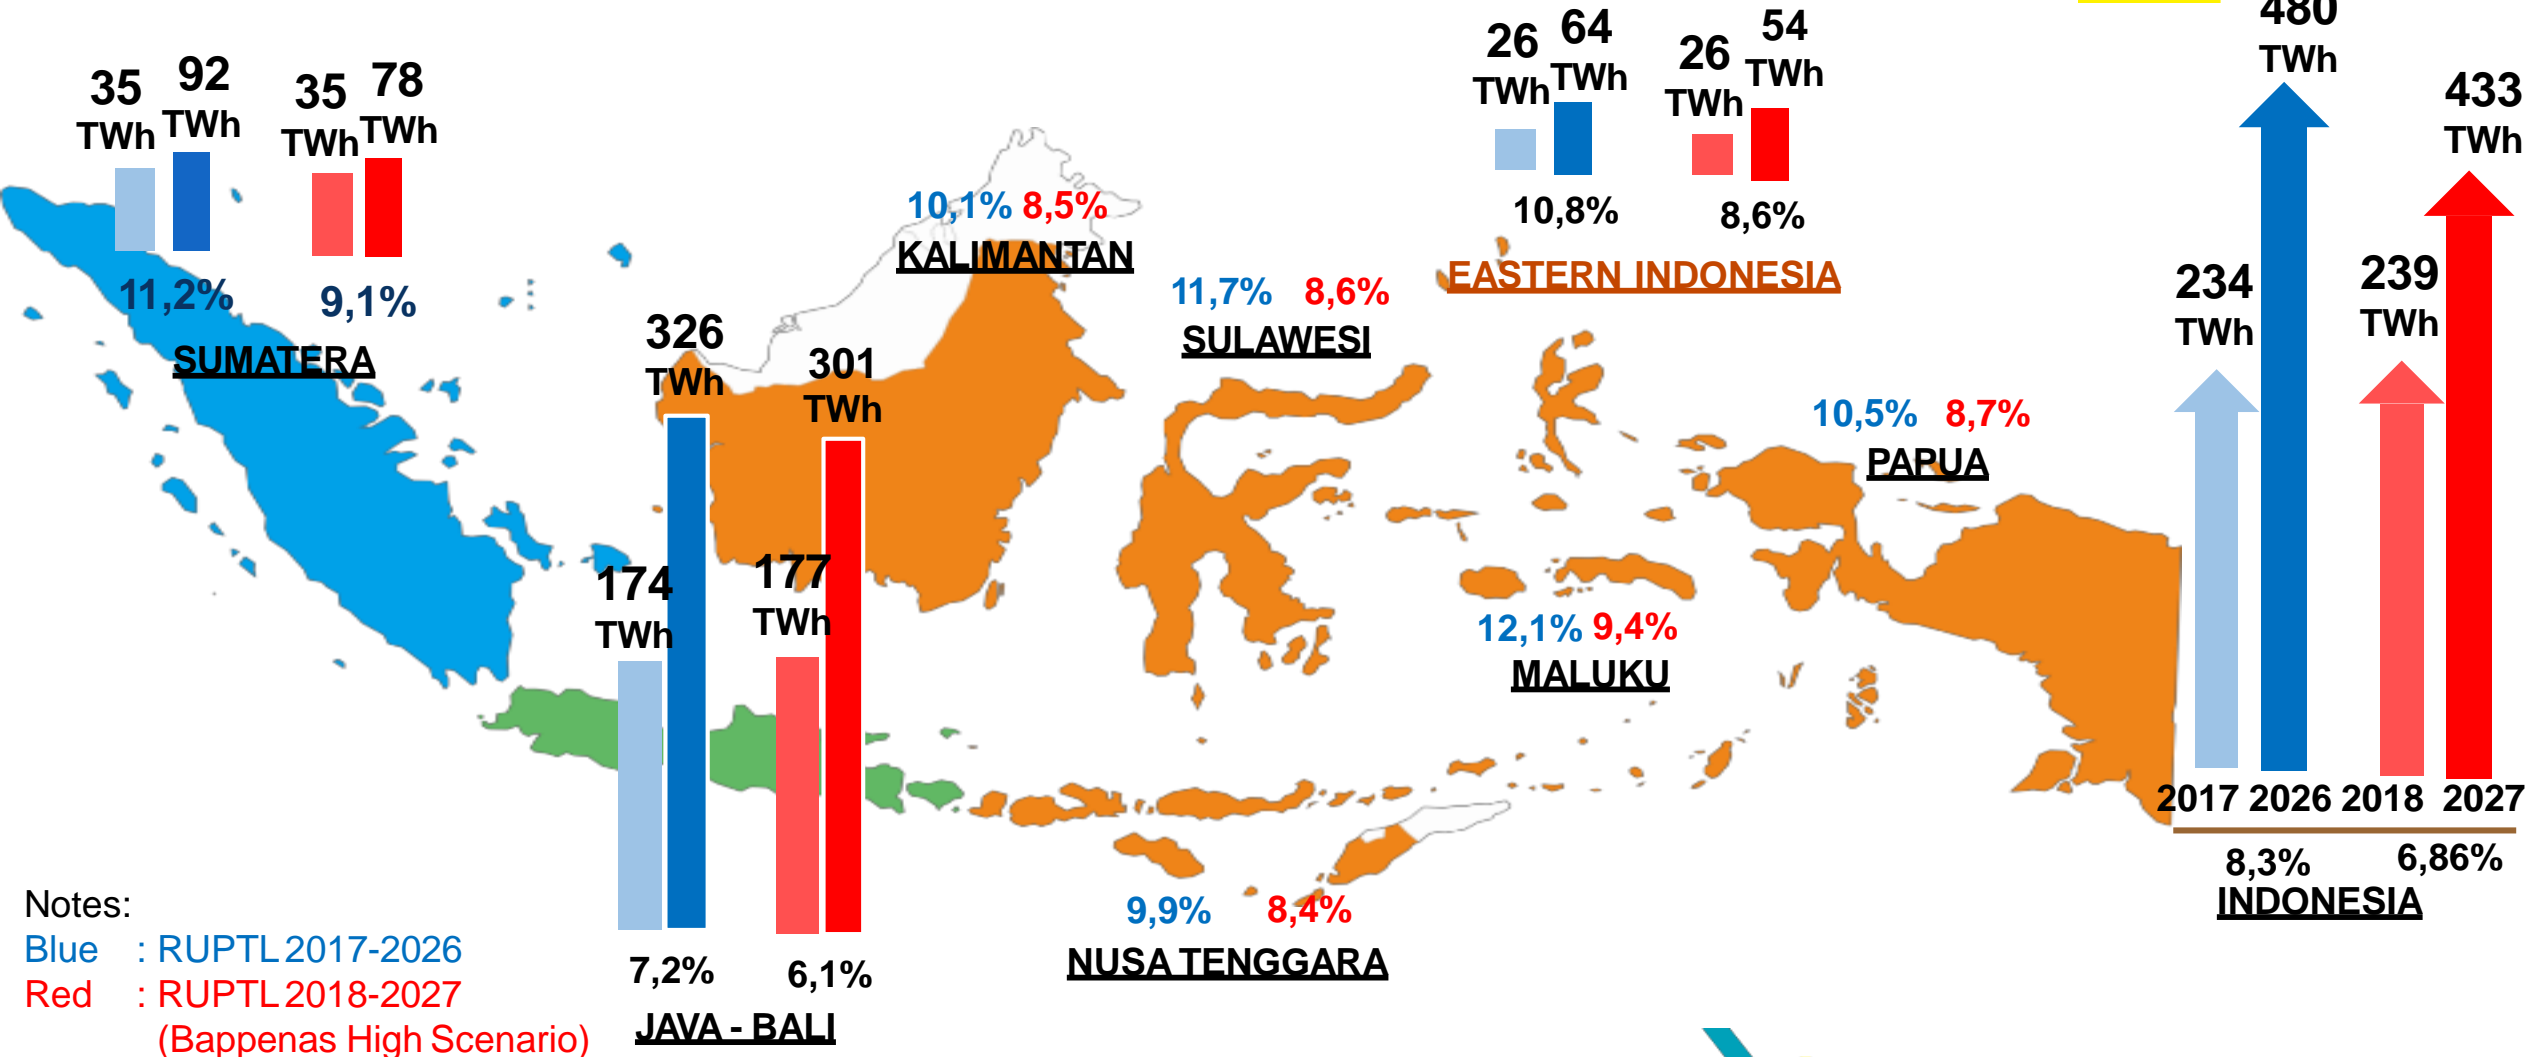 35
TWh
92
TWh
35
TWh
78
TWh
11,2%
9,1%
SUMATERA
10,1% 8,5%
KALIMANTAN
11,7% 8,6%
SULAWESI
26
TWh
64
TWh
26
TWh
54
TWh
10,8%
8,6%
EASTERN INDONESIA
326
TWh
301
TWh
174
TWh
177
TWh
7,2%
6,1%
JAVA - BALI
10,5% 8,7%
PAPUA
12,1% 9,4%
MALUKU
9,9% 8,4%
NUSA TENGGARA
480
TWh
433
TWh
234
TWh
239
TWh
2017 2026 2018 2027
8,3%
6,86%
INDONESIA
Notes:
Blue : RUPTL 2017-2026
Red : RUPTL 2018-2027
(Bappenas High Scenario)